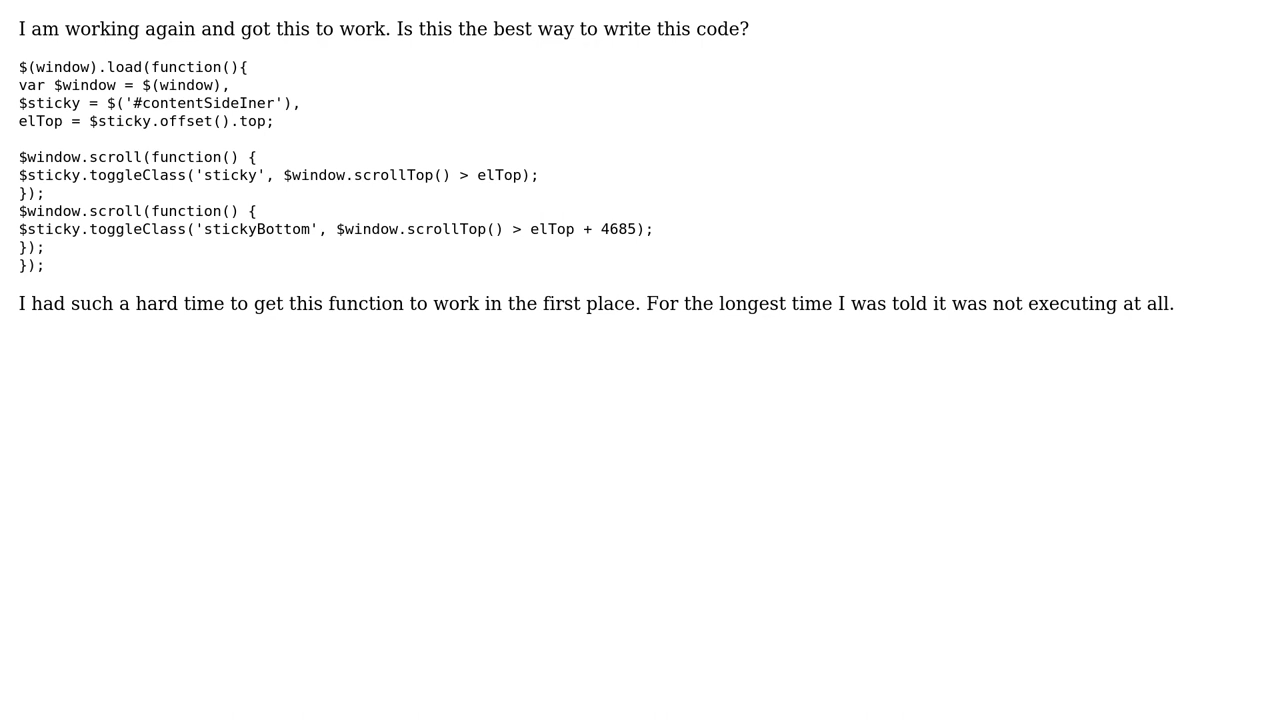 I am working again and got this to work. Is this the best way to write this code?
$(window).load(function(){
var $window = $(window),
$sticky = $('#contentSideIner'),
elTop = $sticky.offset().top;
$window.scroll(function() {
$sticky.toggleClass('sticky', $window.scrollTop() > elTop);
});
$window.scroll(function() {
$sticky.toggleClass('stickyBottom', $window.scrollTop() > elTop + 4685);
});
});
I had such a hard time to get this function to work in the first place. For the longest time I was told it was not executing at all.